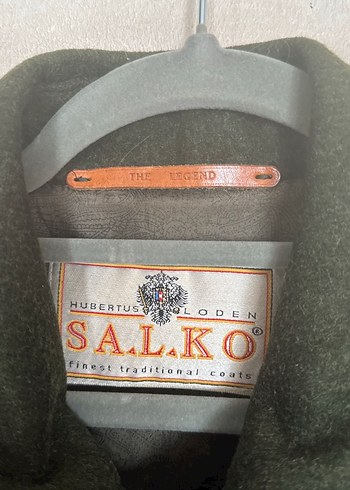 THE LEGEND
HUBERTUS LODEN
S.A.L.K.O ®
finest traditional coats